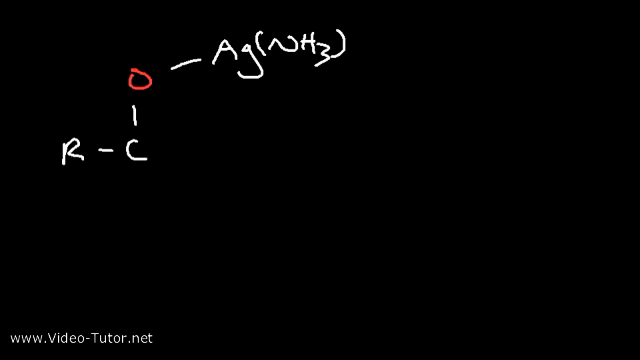 O — Ag(NH3)
|
R — C
www.Video-Tutor.net